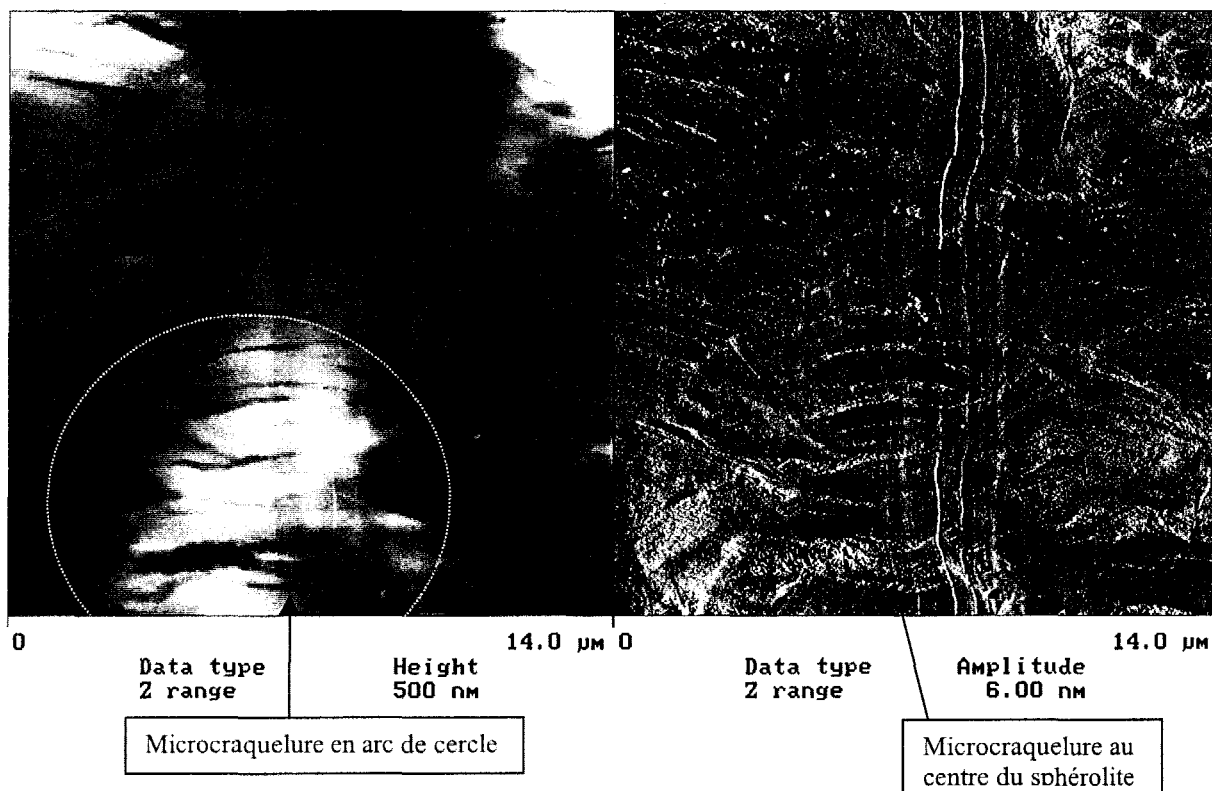 0 14.0 µm 0 14.0 µm
Data type Height Data type Amplitude
Z range 500 nm Z range 6.00 nm
Microcraquelure en arc de cercle
Microcraquelure au
centre du sphérolite